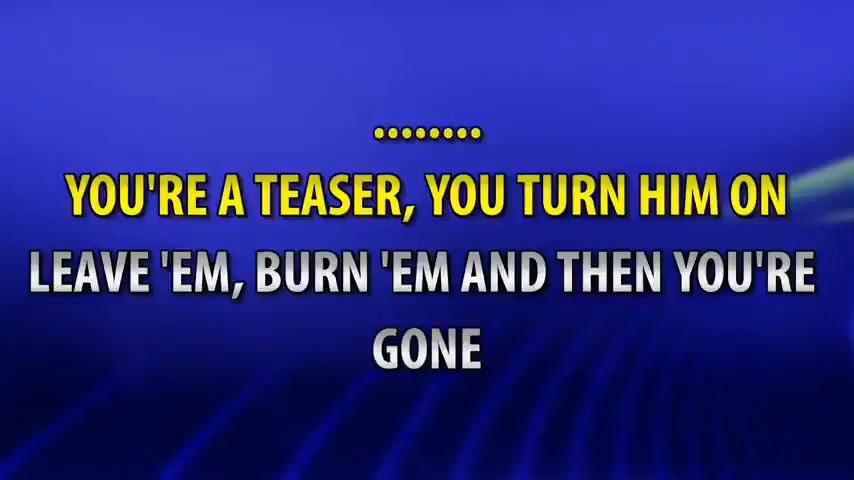 ........
YOU'RE A TEASER, YOU TURN HIM ON
LEAVE 'EM, BURN 'EM AND THEN YOU'RE
GONE